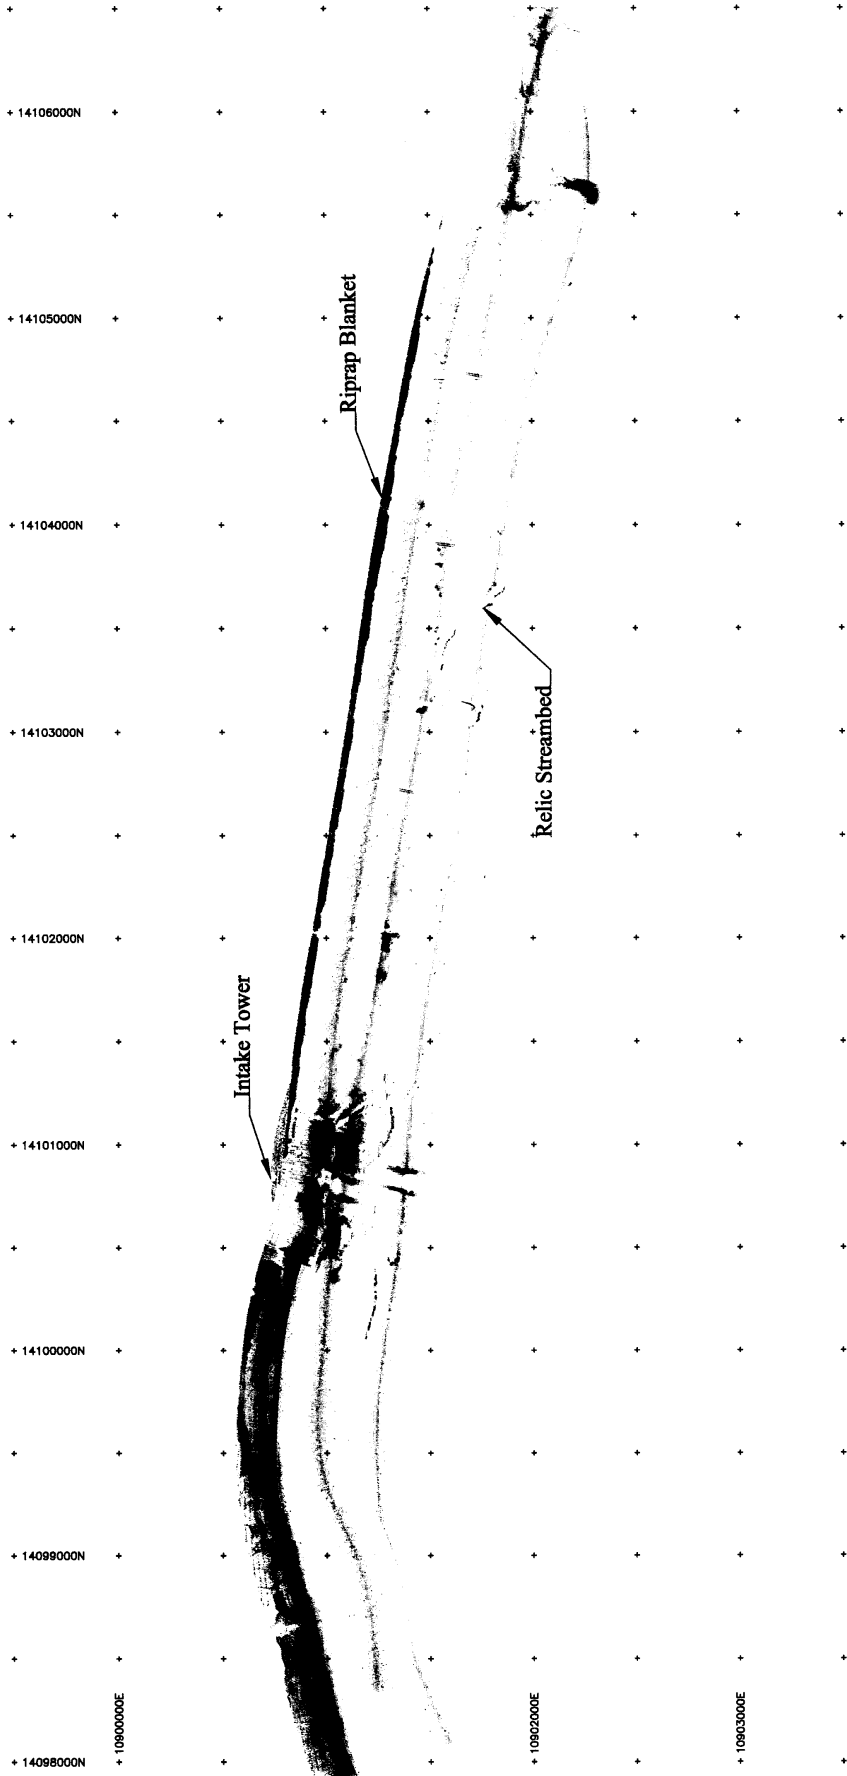 14106000N
14105000N
Riprap Blanket
14104000N
14103000N
Relic Streambed
14102000N
Intake Tower
14101000N
14100000N
14099000N
10900000E
10902000E
10903000E
14098000N